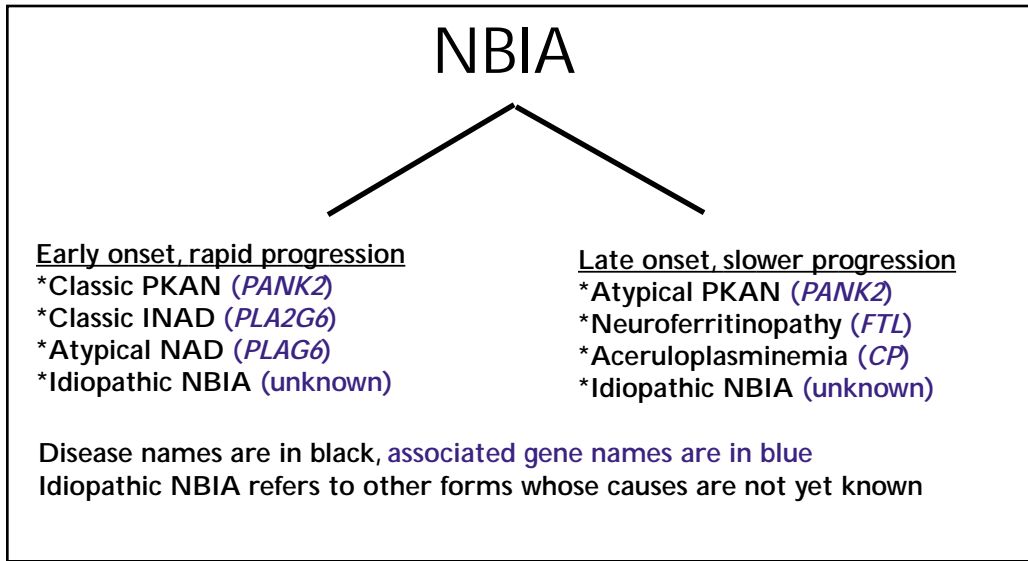 NBIA
Early onset, rapid progression
*Classic PKAN (PANK2)
*Classic INAD (PLA2G6)
*Atypical NAD (PLAG6)
*Idiopathic NBIA (unknown)
Late onset, slower progression
*Atypical PKAN (PANK2)
*Neuroferritinopathy (FTL)
*Aceruloplasminemia (CP)
*Idiopathic NBIA (unknown)
Disease names are in black, associated gene names are in blue
Idiopathic NBIA refers to other forms whose causes are not yet known